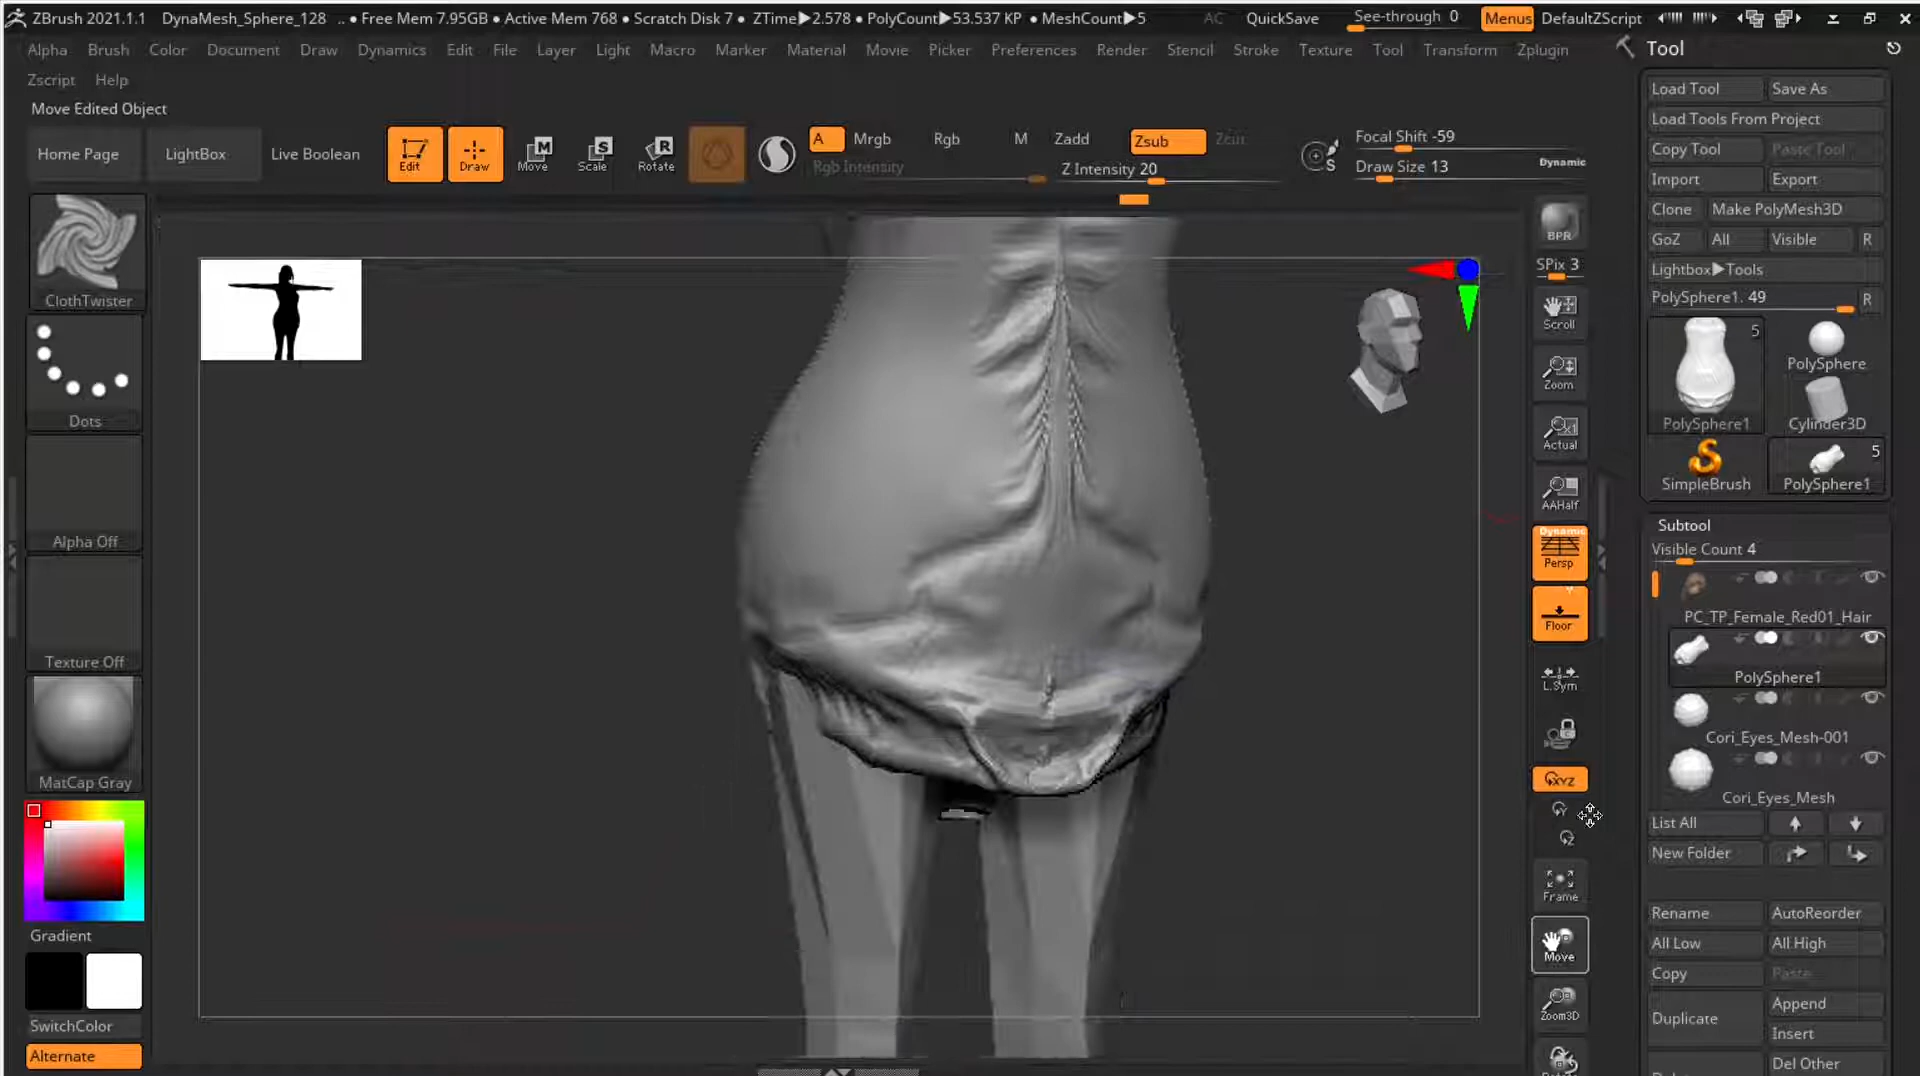 ZBrush 2021.1.1 DynaMesh_Sphere_128 .. • Free Mem 7.95GB • Active Mem 768 • Scratch Disk 7 • ZTime▶2.578 • PolyCount▶53.537 KP • MeshCount▶5 AC QuickSave See-through 0 Menus DefaultZScript
Alpha Brush Color Document Draw Dynamics Edit File Layer Light Macro Marker Material Movie Picker Preferences Render Stencil Stroke Texture Tool Transform Zplugin
Zscript Help
Move Edited Object
Home Page LightBox Live Boolean Edit Draw Move Scale Rotate
A Mrgb Rgb M Zadd Zsub Zcut
Rgb Intensity Z Intensity 20
Focal Shift -59
Draw Size 13 Dynamic
ClothTwister
Dots
Alpha Off
Texture Off
MatCap Gray
Gradient
SwitchColor
Alternate
BPR
SPix 3
Scroll
Zoom
Actual
AAHalf
Dynamic
Persp
Floor
L.Sym
XYZ
Frame
Move
Zoom3D
Tool
Load Tool Save As
Load Tools From Project
Copy Tool Paste Tool
Import Export
Clone Make PolyMesh3D
GoZ All Visible R
Lightbox▶Tools
PolySphere1. 49 R
5
PolySphere
PolySphere1 Cylinder3D
5
SimpleBrush PolySphere1
Subtool
Visible Count 4
PC_TP_Female_Red01_Hair
PolySphere1
Cori_Eyes_Mesh-001
Cori_Eyes_Mesh
List All
New Folder
Rename AutoReorder
All Low All High
Copy Paste
Duplicate Append
Insert
Del Other